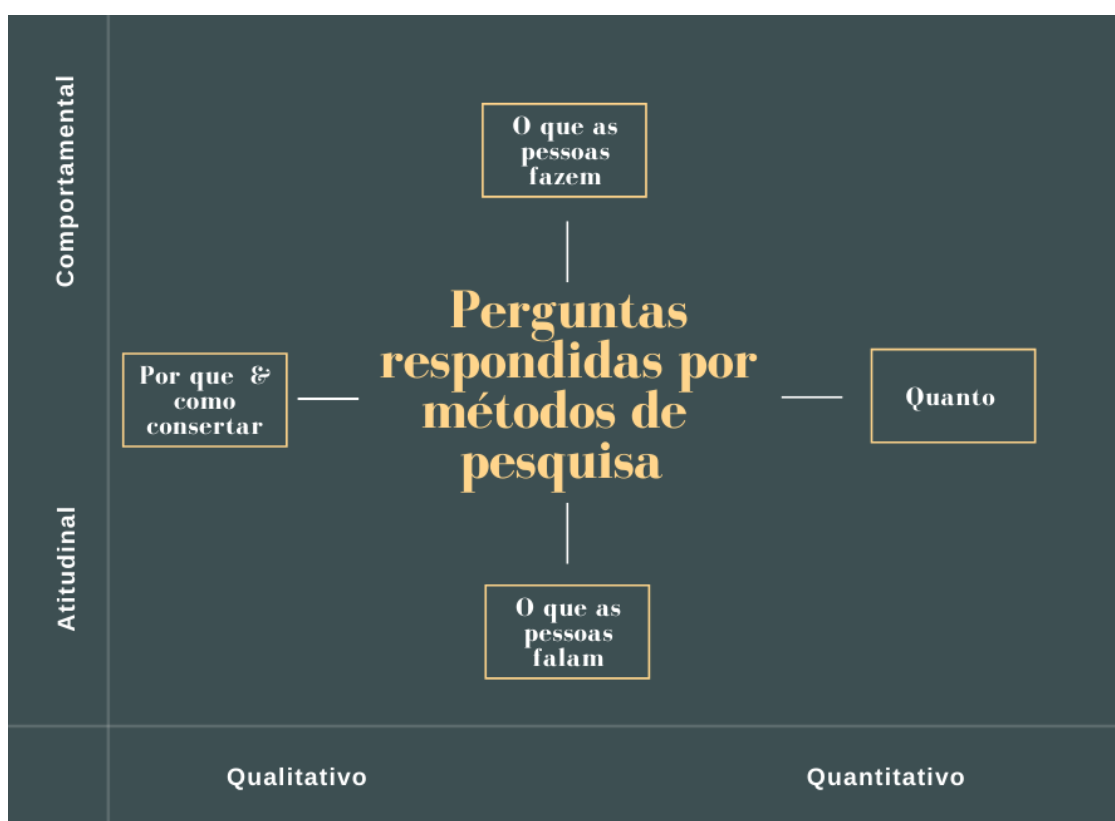 Comportamental
O que as
pessoas
fazem
Perguntas
respondidas por
métodos de
pesquisa
Por que & 
como
consertar
Quanto
Atitudinal
O que as
pessoas
falam
Qualitativo
Quantitativo